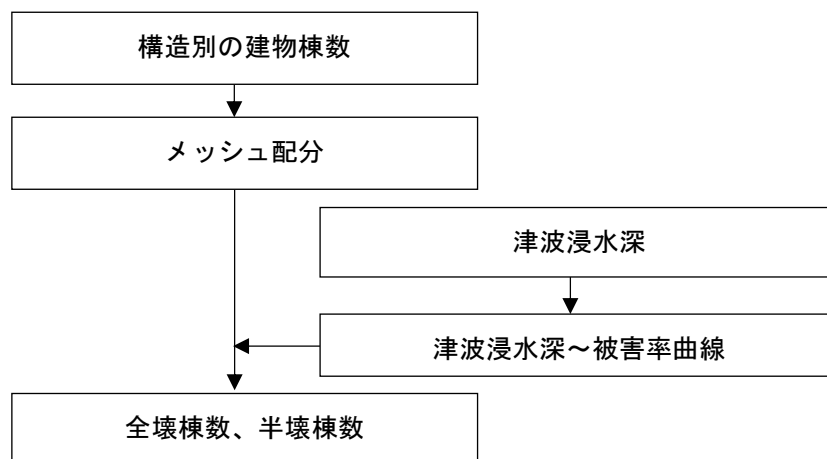 構造別の建物棟数
メッシュ配分
津波浸水深
津波浸水深～被害率曲線
全壊棟数、半壊棟数